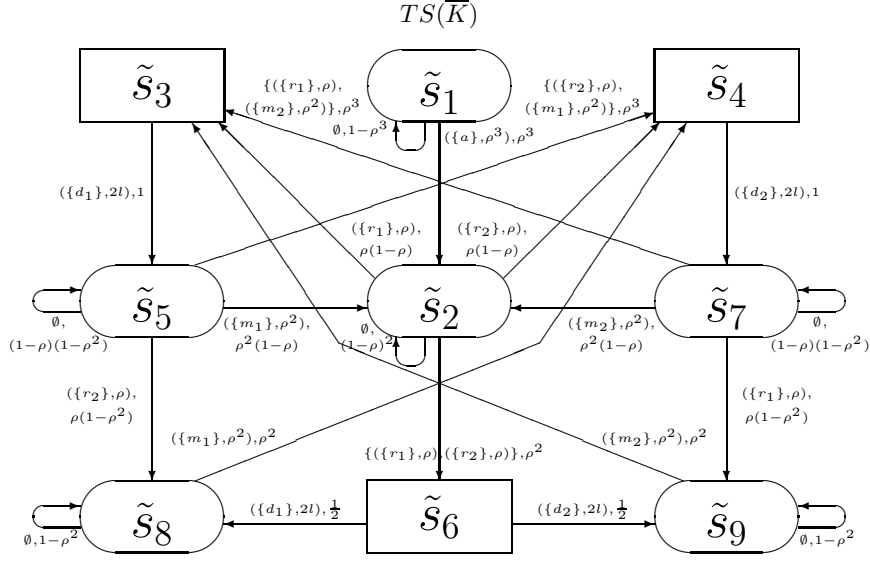 TS(K̅)
s̃₃
s̃₁
s̃₄
{({r₁},ρ),
({m₂},ρ²)},ρ³
{({r₂},ρ),
({m₁},ρ²)},ρ³
∅,1−ρ³
({a},ρ³),ρ³
({d₁},2l),1
({d₂},2l),1
({r₁},ρ),
ρ(1−ρ)
({r₂},ρ),
ρ(1−ρ)
s̃₅
s̃₂
s̃₇
∅,
(1−ρ)(1−ρ²)
({m₁},ρ²),
ρ²(1−ρ)
∅,
(1−ρ)²
({m₂},ρ²),
ρ²(1−ρ)
∅,
(1−ρ)(1−ρ²)
({r₂},ρ),
ρ(1−ρ²)
({r₁},ρ),
ρ(1−ρ²)
({m₁},ρ²),ρ²
{({r₁},ρ),({r₂},ρ)},ρ²
({m₂},ρ²),ρ²
s̃₈
({d₁},2l),½
s̃₆
({d₂},2l),½
s̃₉
∅,1−ρ²
∅,1−ρ²